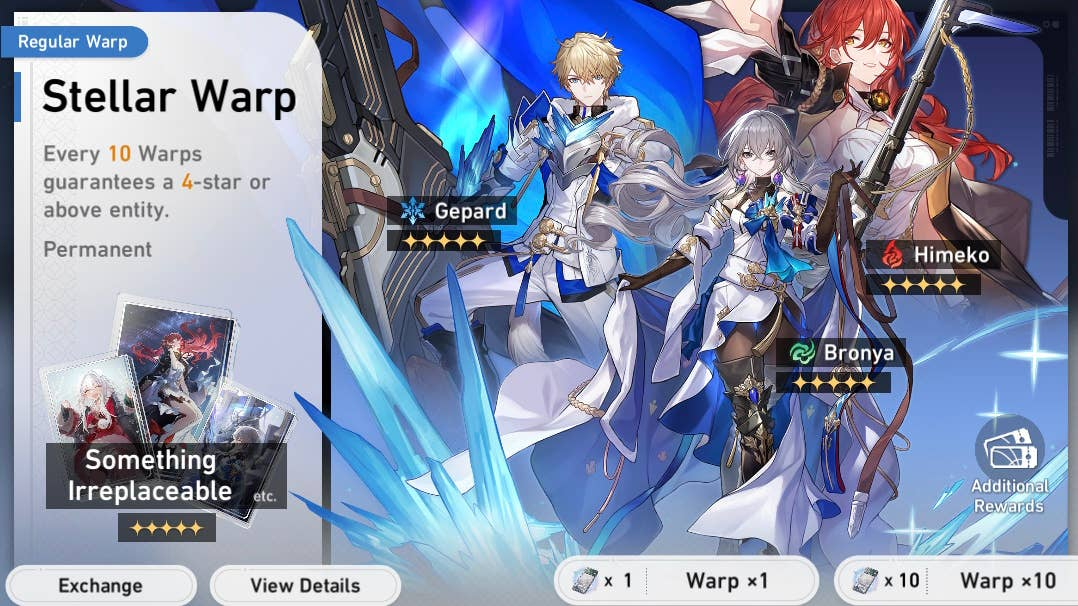 Regular Warp
Stellar Warp
Every 10 Warps
guarantees a 4-star or
above entity.
Permanent
Something
Irreplaceable etc.
Gepard
Himeko
Bronya
Additional
Rewards
Exchange
View Details
x 1 Warp ×1
x 10 Warp ×10